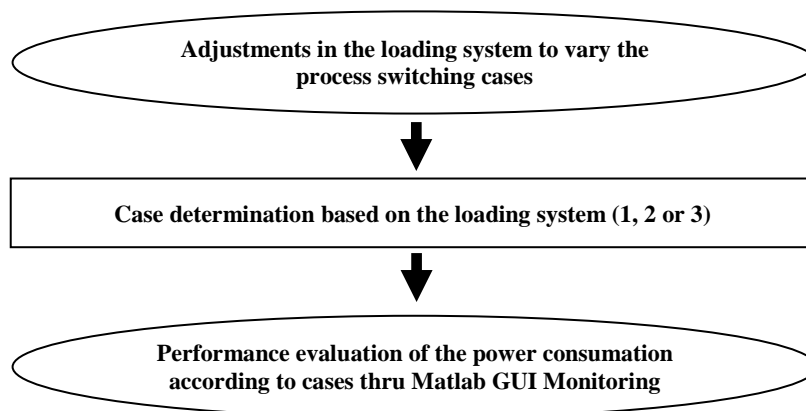 Adjustments in the loading system to vary the
process switching cases
Case determination based on the loading system (1, 2 or 3)
Performance evaluation of the power consumation
according to cases thru Matlab GUI Monitoring